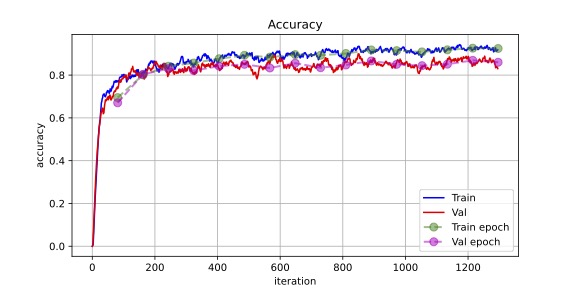 Accuracy
accuracy
0.8
0.6
0.4
0.2
0.0
0 200 400 600 800 1000 1200
iteration
Train
Val
Train epoch
Val epoch